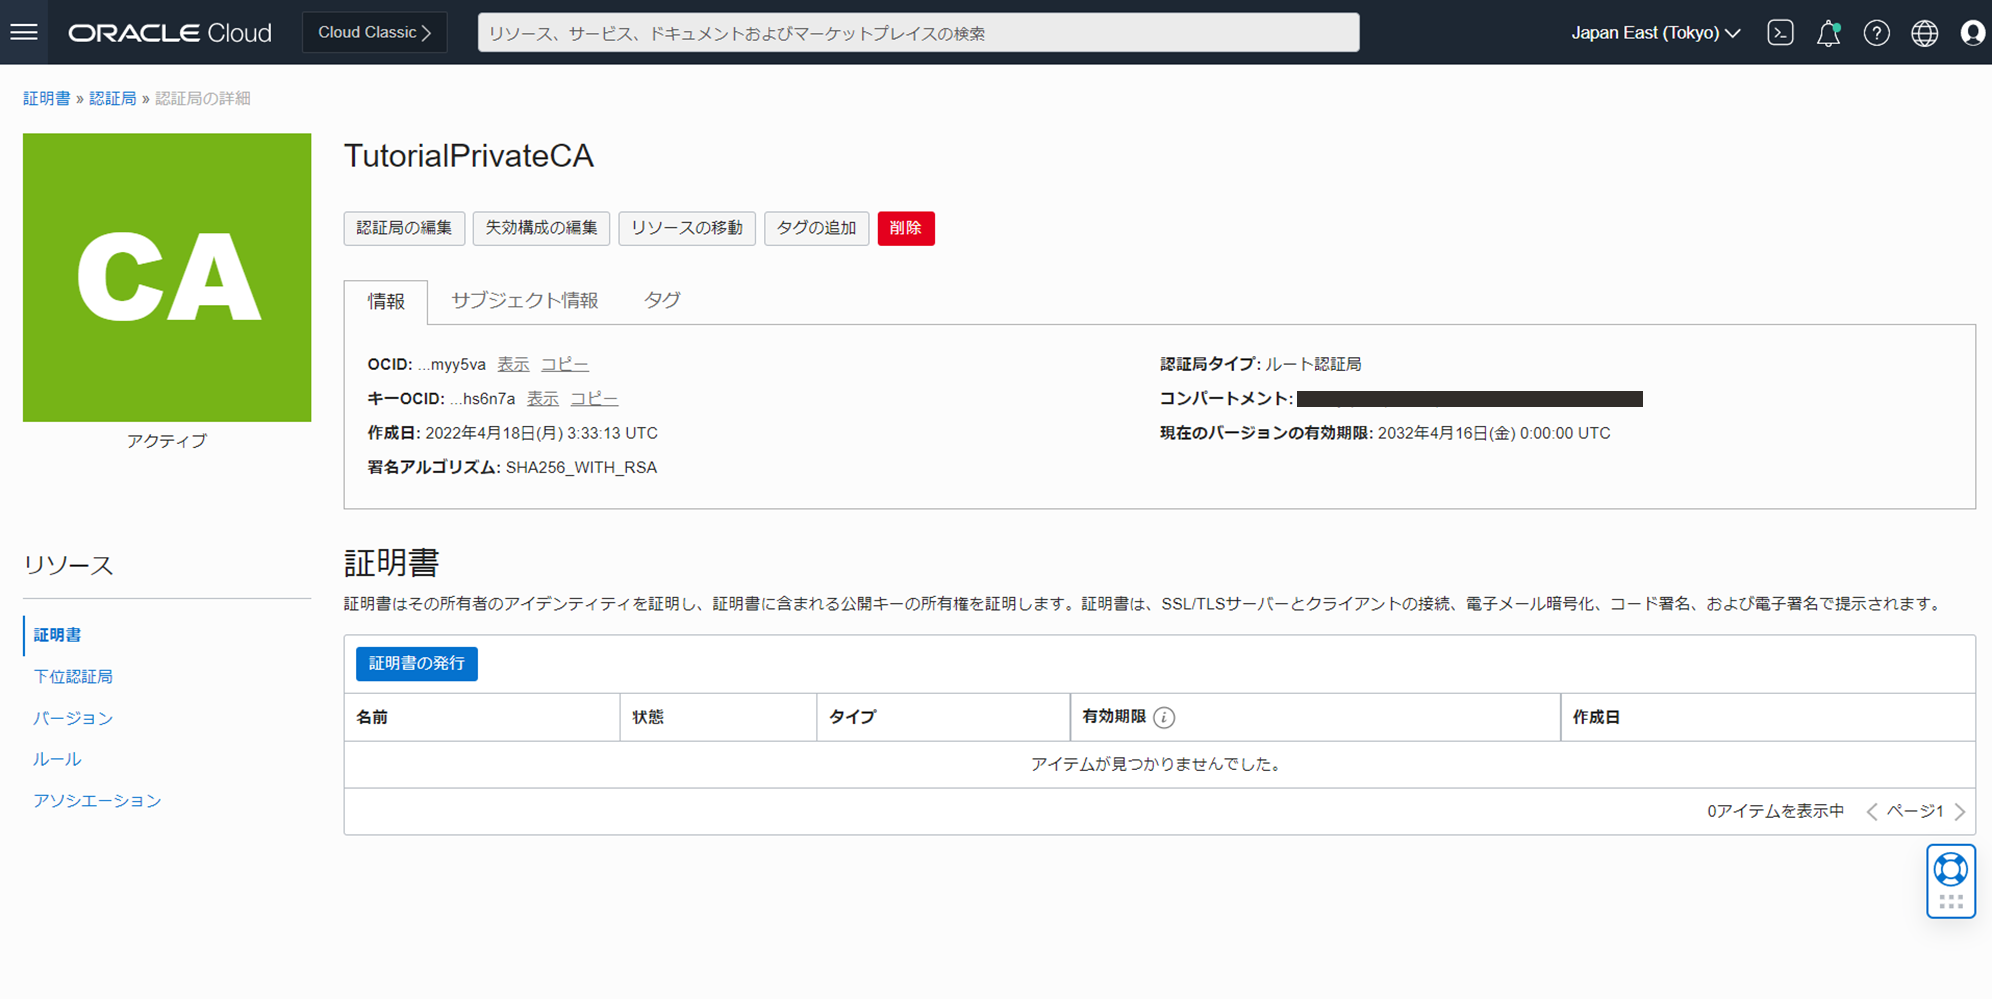 ORACLE Cloud
Cloud Classic
リソース、サービス、ドキュメントおよびマーケットプレイスの検索
Japan East (Tokyo)
証明書 » 認証局 » 認証局の詳細
CA
アクティブ
TutorialPrivateCA
認証局の編集 失効構成の編集 リソースの移動 タグの追加 削除
情報 サブジェクト情報 タグ
OCID: ...myy5va 表示 コピー
キーOCID: ...hs6n7a 表示 コピー
作成日: 2022年4月18日(月) 3:33:13 UTC
署名アルゴリズム: SHA256_WITH_RSA
認証局タイプ: ルート認証局
コンパートメント:
現在のバージョンの有効期限: 2032年4月16日(金) 0:00:00 UTC
リソース
証明書
下位認証局
バージョン
ルール
アソシエーション
証明書
証明書はその所有者のアイデンティティを証明し、証明書に含まれる公開キーの所有権を証明します。証明書は、SSL/TLSサーバーとクライアントの接続、電子メール暗号化、コード署名、および電子署名で提示されます。
証明書の発行
名前 状態 タイプ 有効期限 作成日
アイテムが見つかりませんでした。
0アイテムを表示中 ページ1